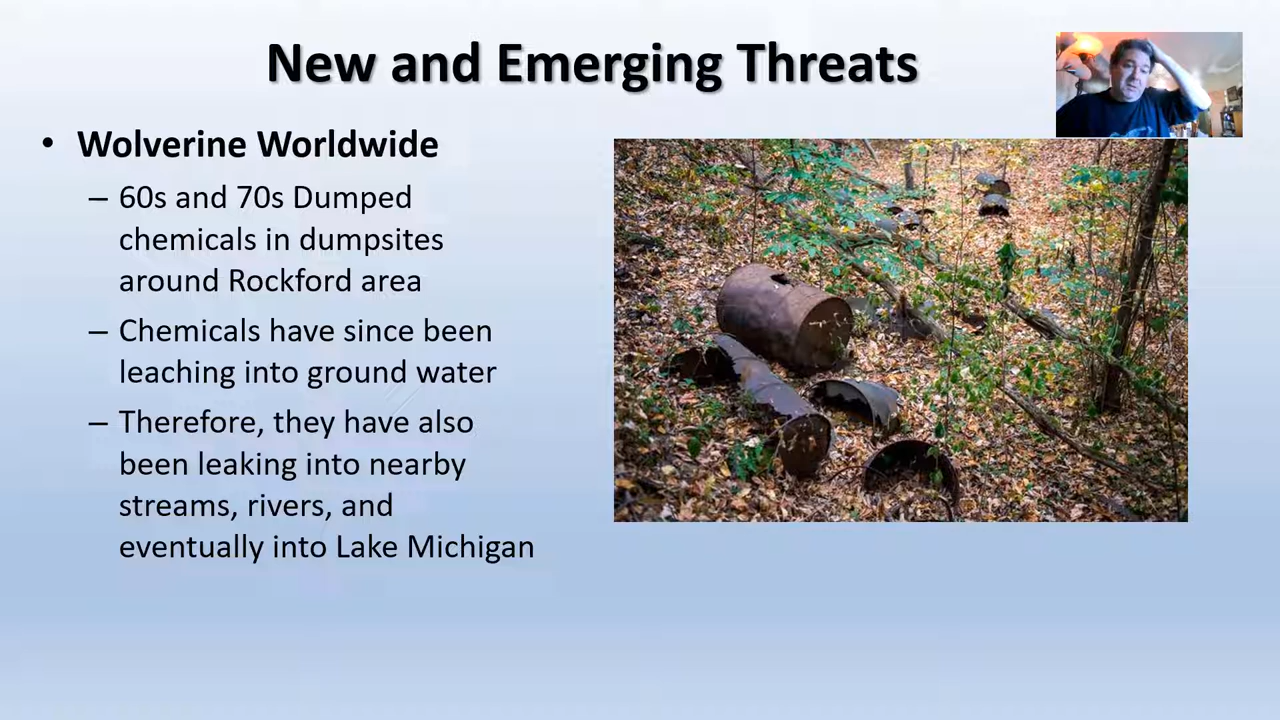 New and Emerging Threats
• Wolverine Worldwide
– 60s and 70s Dumped
chemicals in dumpsites
around Rockford area
– Chemicals have since been
leaching into ground water
– Therefore, they have also
been leaking into nearby
streams, rivers, and
eventually into Lake Michigan